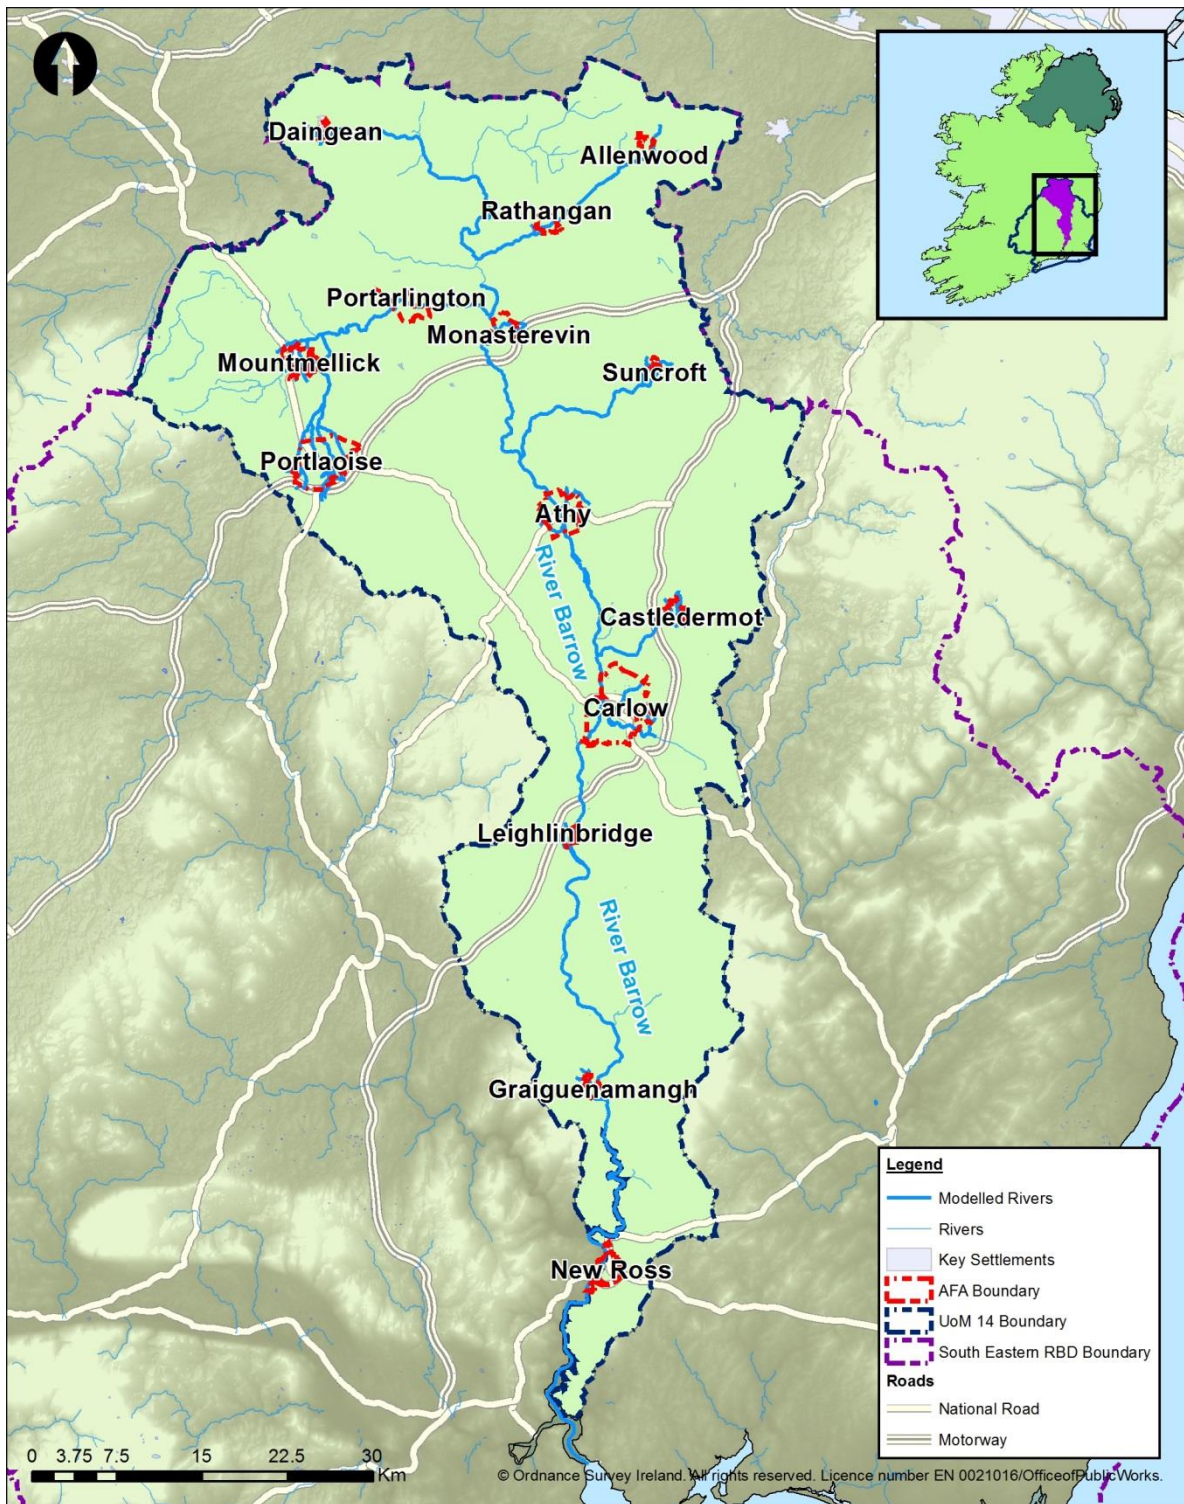 Daingean
Allenwood
Rathangan
Portarlington
Monasterevin
Mountmellick
Suncroft
Portlaoise
Athy
River Barrow
Castledermot
Carlow
Leighlinbridge
River Barrow
Graiguenamangh
New Ross
Legend
Modelled Rivers
Rivers
Key Settlements
AFA Boundary
UoM 14 Boundary
South Eastern RBD Boundary
Roads
National Road
Motorway
0 3.75 7.5 15 22.5 30
Km
© Ordnance Survey Ireland. All rights reserved. Licence number EN 0021016/OfficeofPublicWorks.